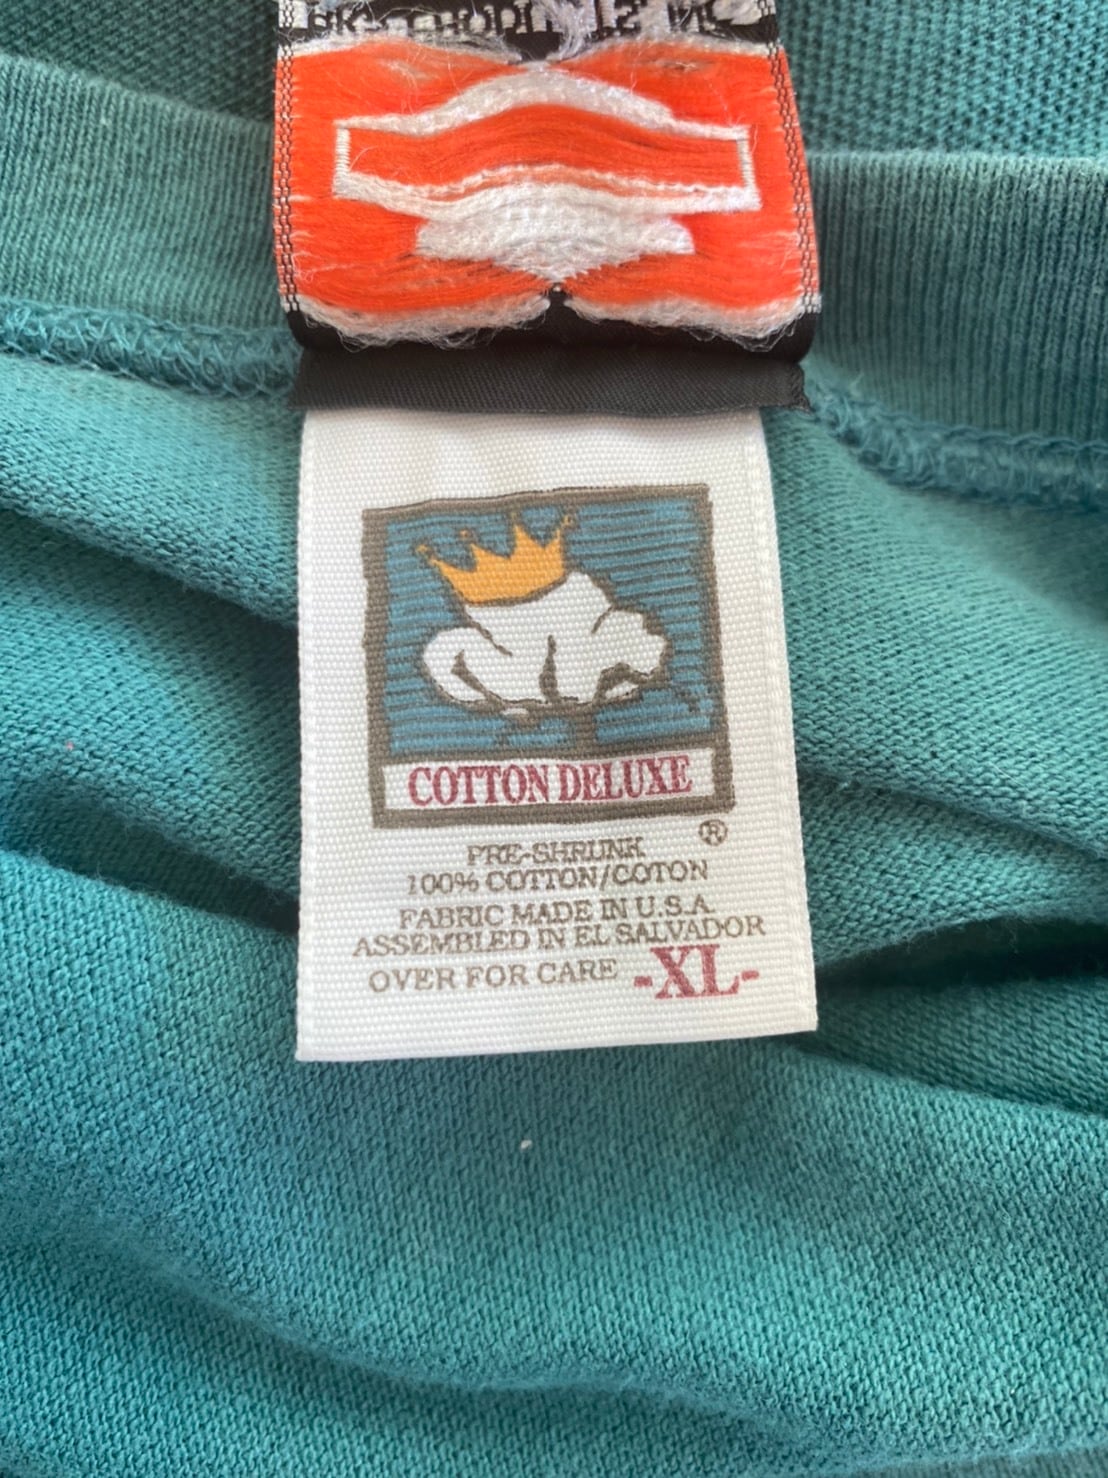 COTTON DELUXE
®
PRE-SHRUNK
100% COTTON/COTON
FABRIC MADE IN U.S.A.
ASSEMBLED IN EL SALVADOR
OVER FOR CARE -XL-